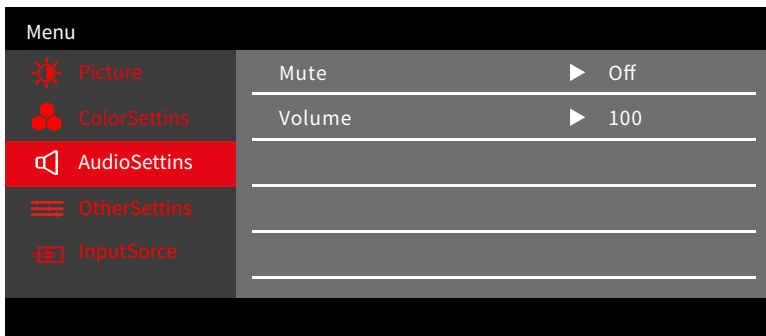 Menu
Picture
Mute Off
ColorSettins
Volume 100
AudioSettins
OtherSettins
InputSorce